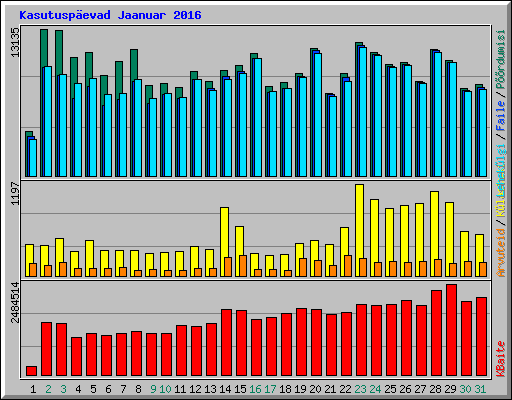 Kasutuspäevad Jaanuar 2016
13135
1197
2484514
Pöördumisi / Faile / Lehekülgi
Külastusi / Arvuteid
KBaite
1 2 3 4 5 6 7 8 9 10 11 12 13 14 15 16 17 18 19 20 21 22 23 24 25 26 27 28 29 30 31